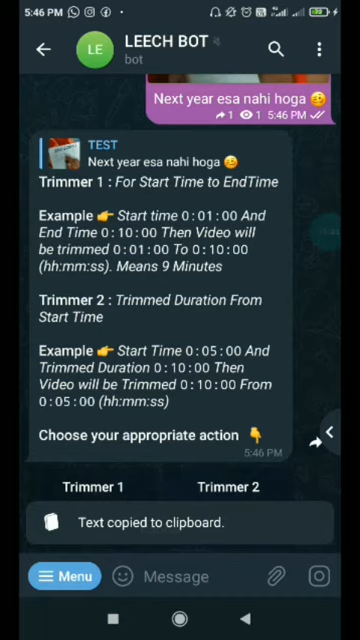 5:46 PM
LE
LEECH BOT
bot
Next year esa nahi hoga 🥺
1 1 5:46 PM
TEST
Next year esa nahi hoga 🥺
Trimmer 1 : For Start Time to EndTime
Example 👉 Start time 0:01:00 And
End Time 0:10:00 Then Video will
be trimmed 0:01:00 To 0:10:00
(hh:mm:ss). Means 9 Minutes
Trimmer 2 : Trimmed Duration From
Start Time
Example 👉 Start Time 0:05:00 And
Trimmed Duration 0:10:00 Then
Video will be Trimmed 0:10:00 From
0:05:00 (hh:mm:ss)
Choose your appropriate action 👇
5:46 PM
Trimmer 1 Trimmer 2
Text copied to clipboard.
Menu Message